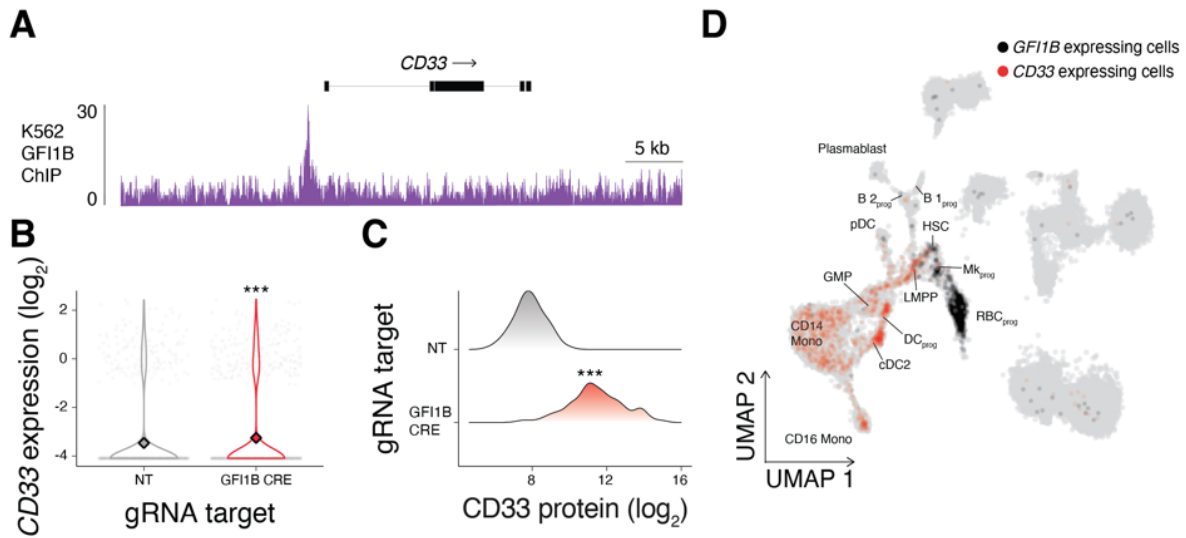 A
CD33 →
30
K562
GFI1B
ChIP
0
5 kb
B
CD33 expression (log2)
2
0
-2
-4
***
NT
GFI1B CRE
gRNA target
C
gRNA target
NT
GFI1B
CRE
***
8
12
16
CD33 protein (log2)
D
GFI1B expressing cells
CD33 expressing cells
Plasmablast
B 2prog
B 1prog
pDC
HSC
Mkprog
GMP
LMPP
RBCprog
CD14
Mono
DCprog
cDC2
CD16 Mono
UMAP 2
UMAP 1